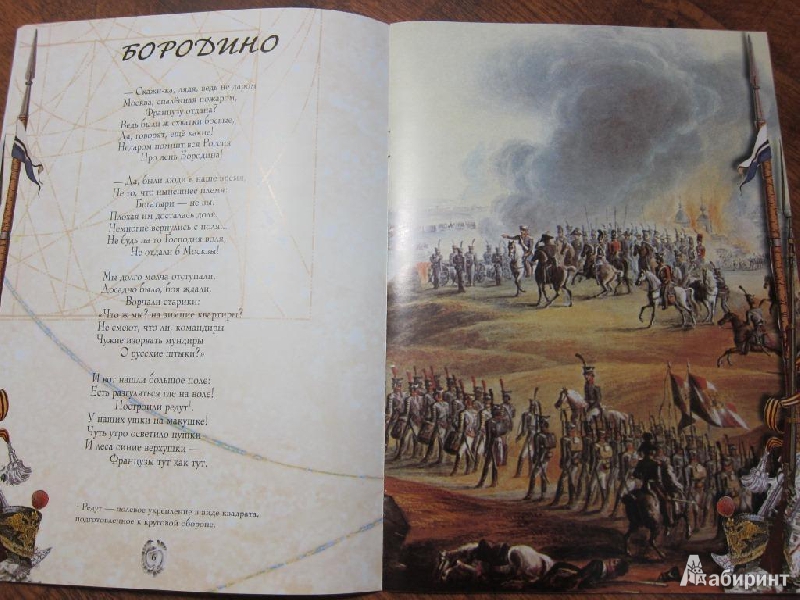 БОРОДИНО
— Скажи-ка, дядя, ведь не даром
Москва, спалённая пожаром,
Французу отдана?
Ведь были ж схватки боевые,
Да, говорят, ещё какие!
Недаром помнит вся Россия
Про день Бородина!
— Да, были люди в наше время,
Не то, что нынешнее племя:
Богатыри — не вы!
Плохая им досталась доля:
Немногие вернулись с поля...
Не будь на то Господня воля,
Не отдали б Москвы!
Мы долго молча отступали,
Досадно было, боя ждали,
Ворчали старики:
«Что ж мы? на зимние квартиры?
Не смеют, что ли, командиры
Чужие изорвать мундиры
О русские штыки?»
И вот нашли большое поле:
Есть разгуляться где на воле!
Построили редут¹.
У наших ушки на макушке!
Чуть утро осветило пушки
И леса синие верхушки —
Французы тут как тут.
Редут — полевое укрепление в виде квадрата,
подготовленное к круговой обороне.
6
Лабиринт